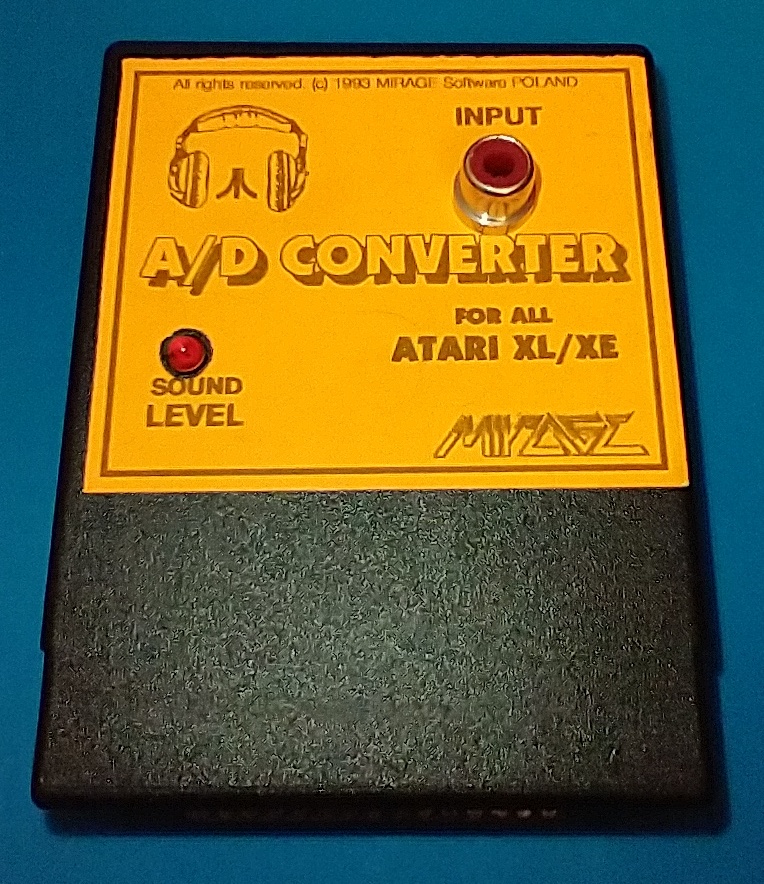 All rights reserved. (c) 1993 MIRAGE Software POLAND
INPUT
A/D CONVERTER
FOR ALL
ATARI XL/XE
SOUND
LEVEL
MIRAGE